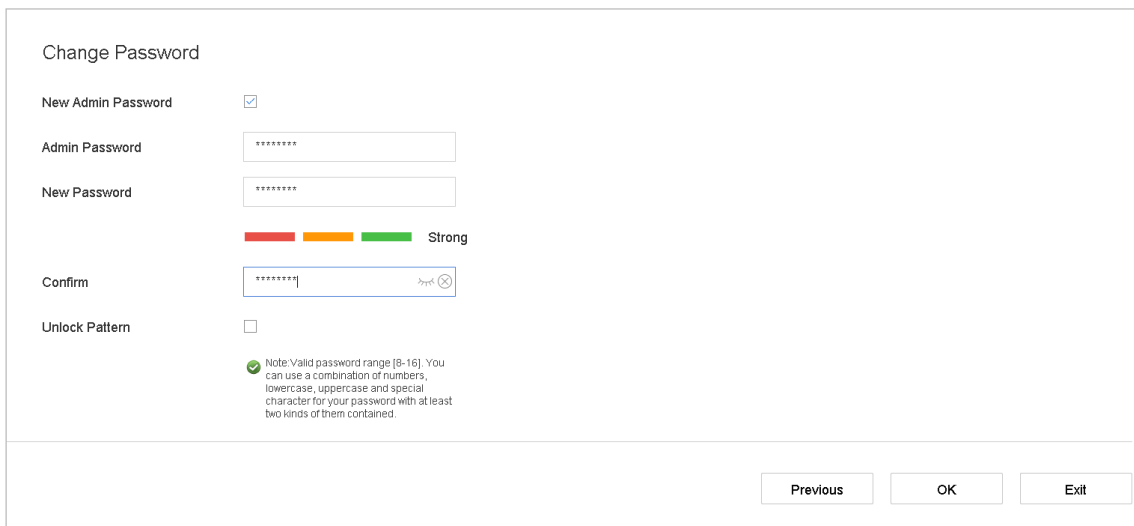 Change Password
New Admin Password
Admin Password ********
New Password ********
Strong
Confirm ********
Unlock Pattern
Note:Valid password range [8-16]. You
can use a combination of numbers,
lowercase, uppercase and special
character for your password with at least
two kinds of them contained.
Previous OK Exit